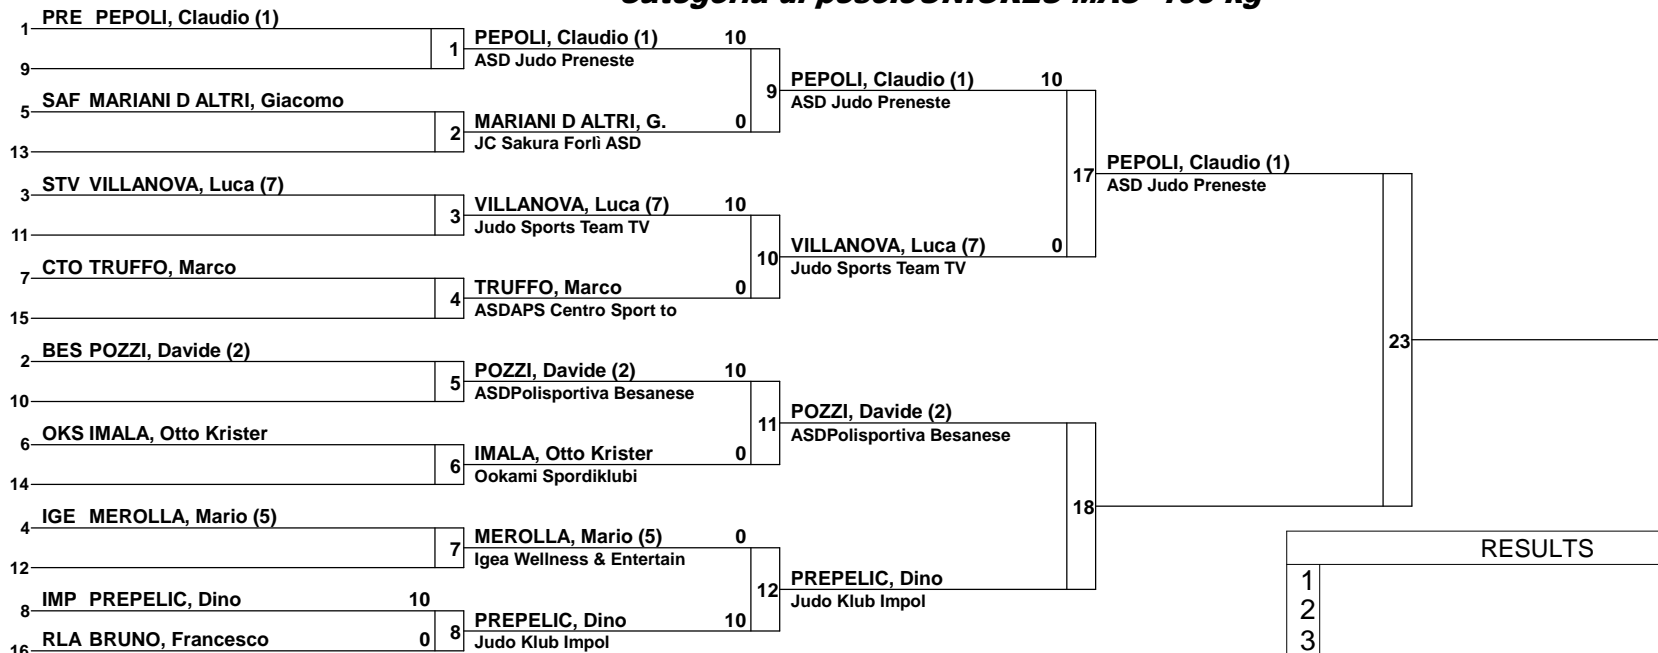 1 PRE PEPOLI, Claudio (1)
9
1 PEPOLI, Claudio (1) 10
ASD Judo Preneste
5 SAF MARIANI D ALTRI, Giacomo
13
2 MARIANI D ALTRI, G. 0
JC Sakura Forlì ASD
9 PEPOLI, Claudio (1) 10
ASD Judo Preneste
3 STV VILLANOVA, Luca (7)
11
3 VILLANOVA, Luca (7) 10
Judo Sports Team TV
7 CTO TRUFFO, Marco
15
4 TRUFFO, Marco 0
ASDAPS Centro Sport to
10 VILLANOVA, Luca (7) 0
Judo Sports Team TV
17 PEPOLI, Claudio (1)
ASD Judo Preneste
2 BES POZZI, Davide (2)
10
5 POZZI, Davide (2) 10
ASDPolisportiva Besanese
6 OKS IMALA, Otto Krister
14
6 IMALA, Otto Krister 0
Ookami Spordiklubi
11 POZZI, Davide (2)
ASDPolisportiva Besanese
4 IGE MEROLLA, Mario (5)
12
7 MEROLLA, Mario (5) 0
Igea Wellness & Entertain
8 IMP PREPELIC, Dino 10
16 RLA BRUNO, Francesco 0
8 PREPELIC, Dino 10
Judo Klub Impol
12 PREPELIC, Dino
Judo Klub Impol
18
23
RESULTS
1
2
3